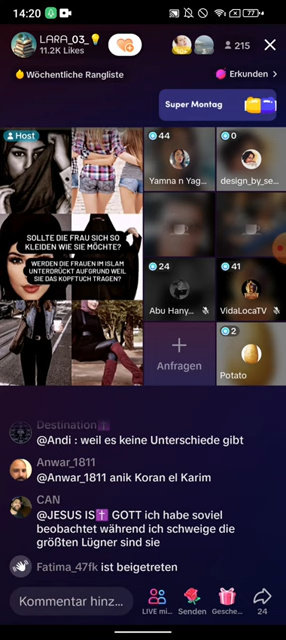 14:20
77
LARA_03_💡
11.2K Likes
215
Wöchentliche Rangliste
Erkunden >
Super Montag
Host
44
0
SOLLTE DIE FRAU SICH SO
KLEIDEN WIE SIE MÖCHTE?
WERDEN DIE FRAUEN IM ISLAM
UNTERDRÜCKT AUFGRUND WEIL
SIE DAS KOPFTUCH TRAGEN?
Yamna n Yag...
design_by_se...
24
41
Abu Hany...
VidaLocaTV
+
Anfragen
2
Potato
Destination✝️
@Andi : weil es keine Unterschiede gibt
Anwar_1811
@Anwar_1811 anik Koran el Karim
CAN
@JESUS IS✝️ GOTT ich habe soviel
beobachtet während ich schweige die
größten Lügner sind sie
Fatima_47fk ist beigetreten
Kommentar hinz...
LIVE mi...
Senden
Gesche...
24